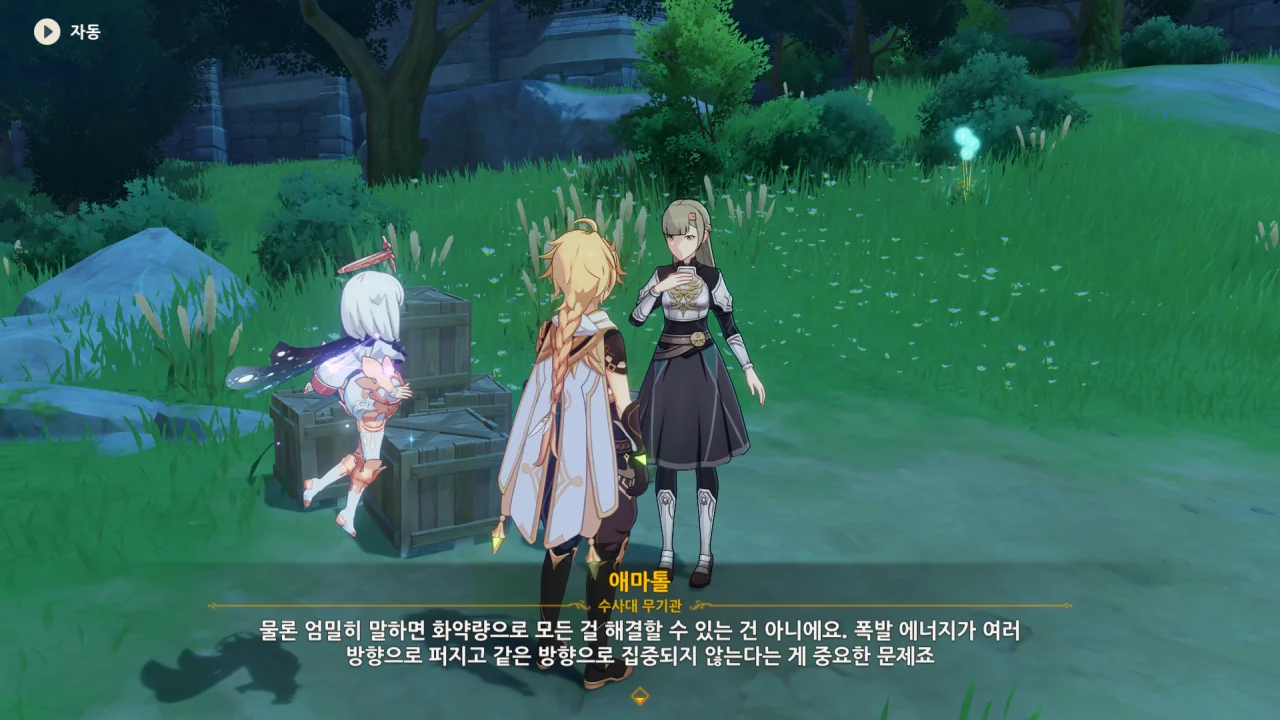 자동
애마톨
수사대 무기관
물론 엄밀히 말하면 화약량으로 모든 걸 해결할 수 있는 건 아니에요. 폭발 에너지가 여러
방향으로 퍼지고 같은 방향으로 집중되지 않는다는 게 중요한 문제죠